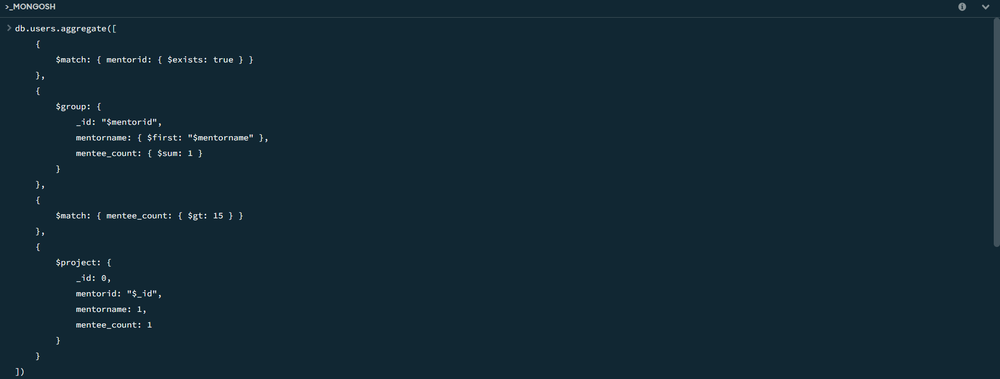 >_MONGOSH
> db.users.aggregate([
{
$match: { mentorid: { $exists: true } }
},
{
$group: {
_id: "$mentorid",
mentorname: { $first: "$mentorname" },
mentee_count: { $sum: 1 }
}
},
{
$match: { mentee_count: { $gt: 15 } }
},
{
$project: {
_id: 0,
mentorid: "$_id",
mentorname: 1,
mentee_count: 1
}
}
])